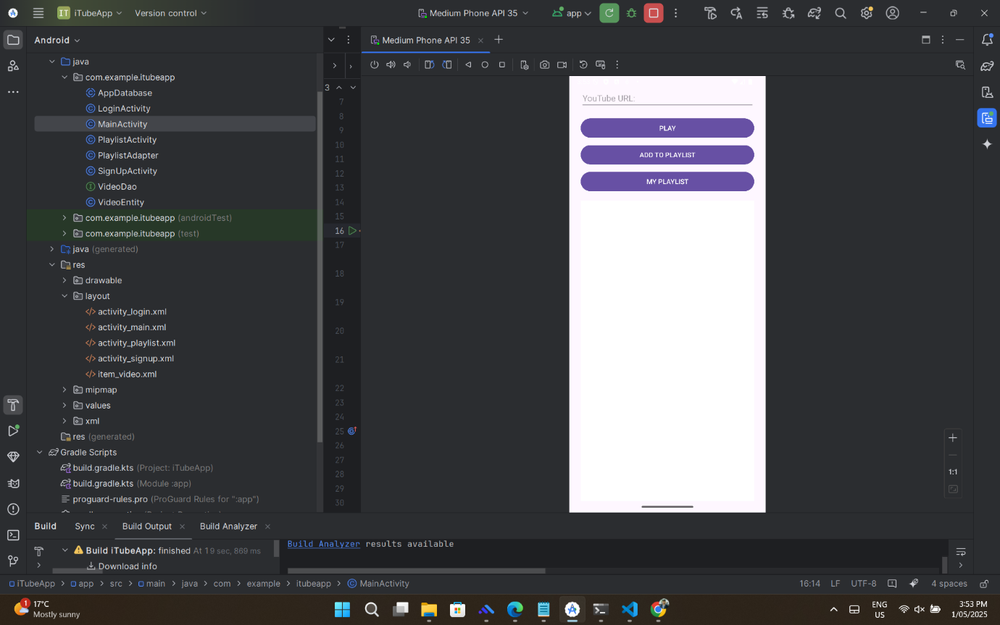 IT iTubeApp Version control Medium Phone API 35 app
Android
Medium Phone API 35
java
com.example.itubeapp
AppDatabase
LoginActivity
MainActivity
PlaylistActivity
PlaylistAdapter
SignUpActivity
VideoDao
VideoEntity
com.example.itubeapp (androidTest)
com.example.itubeapp (test)
java (generated)
res
drawable
layout
activity_login.xml
activity_main.xml
activity_playlist.xml
activity_signup.xml
item_video.xml
mipmap
values
xml
res (generated)
Gradle Scripts
build.gradle.kts (Project: iTubeApp)
build.gradle.kts (Module :app)
proguard-rules.pro (ProGuard Rules for ":app")
3
7
8
9
10
11
12
13
14
15
16
17
18
19
20
21
22
23
24
25
26
27
28
29
30
YouTube URL:
PLAY
ADD TO PLAYLIST
MY PLAYLIST
1:1
Build Sync Build Output Build Analyzer
Build iTubeApp: finished At 1 9 sec, 869 ms
Download info
Build Analyzer results available
iTubeApp > app > src > main > java > com > example > itubeapp > MainActivity
16:14 LF UTF-8 4 spaces
1
17°C
Mostly sunny
ENG
US
3:53 PM
1/05/2025